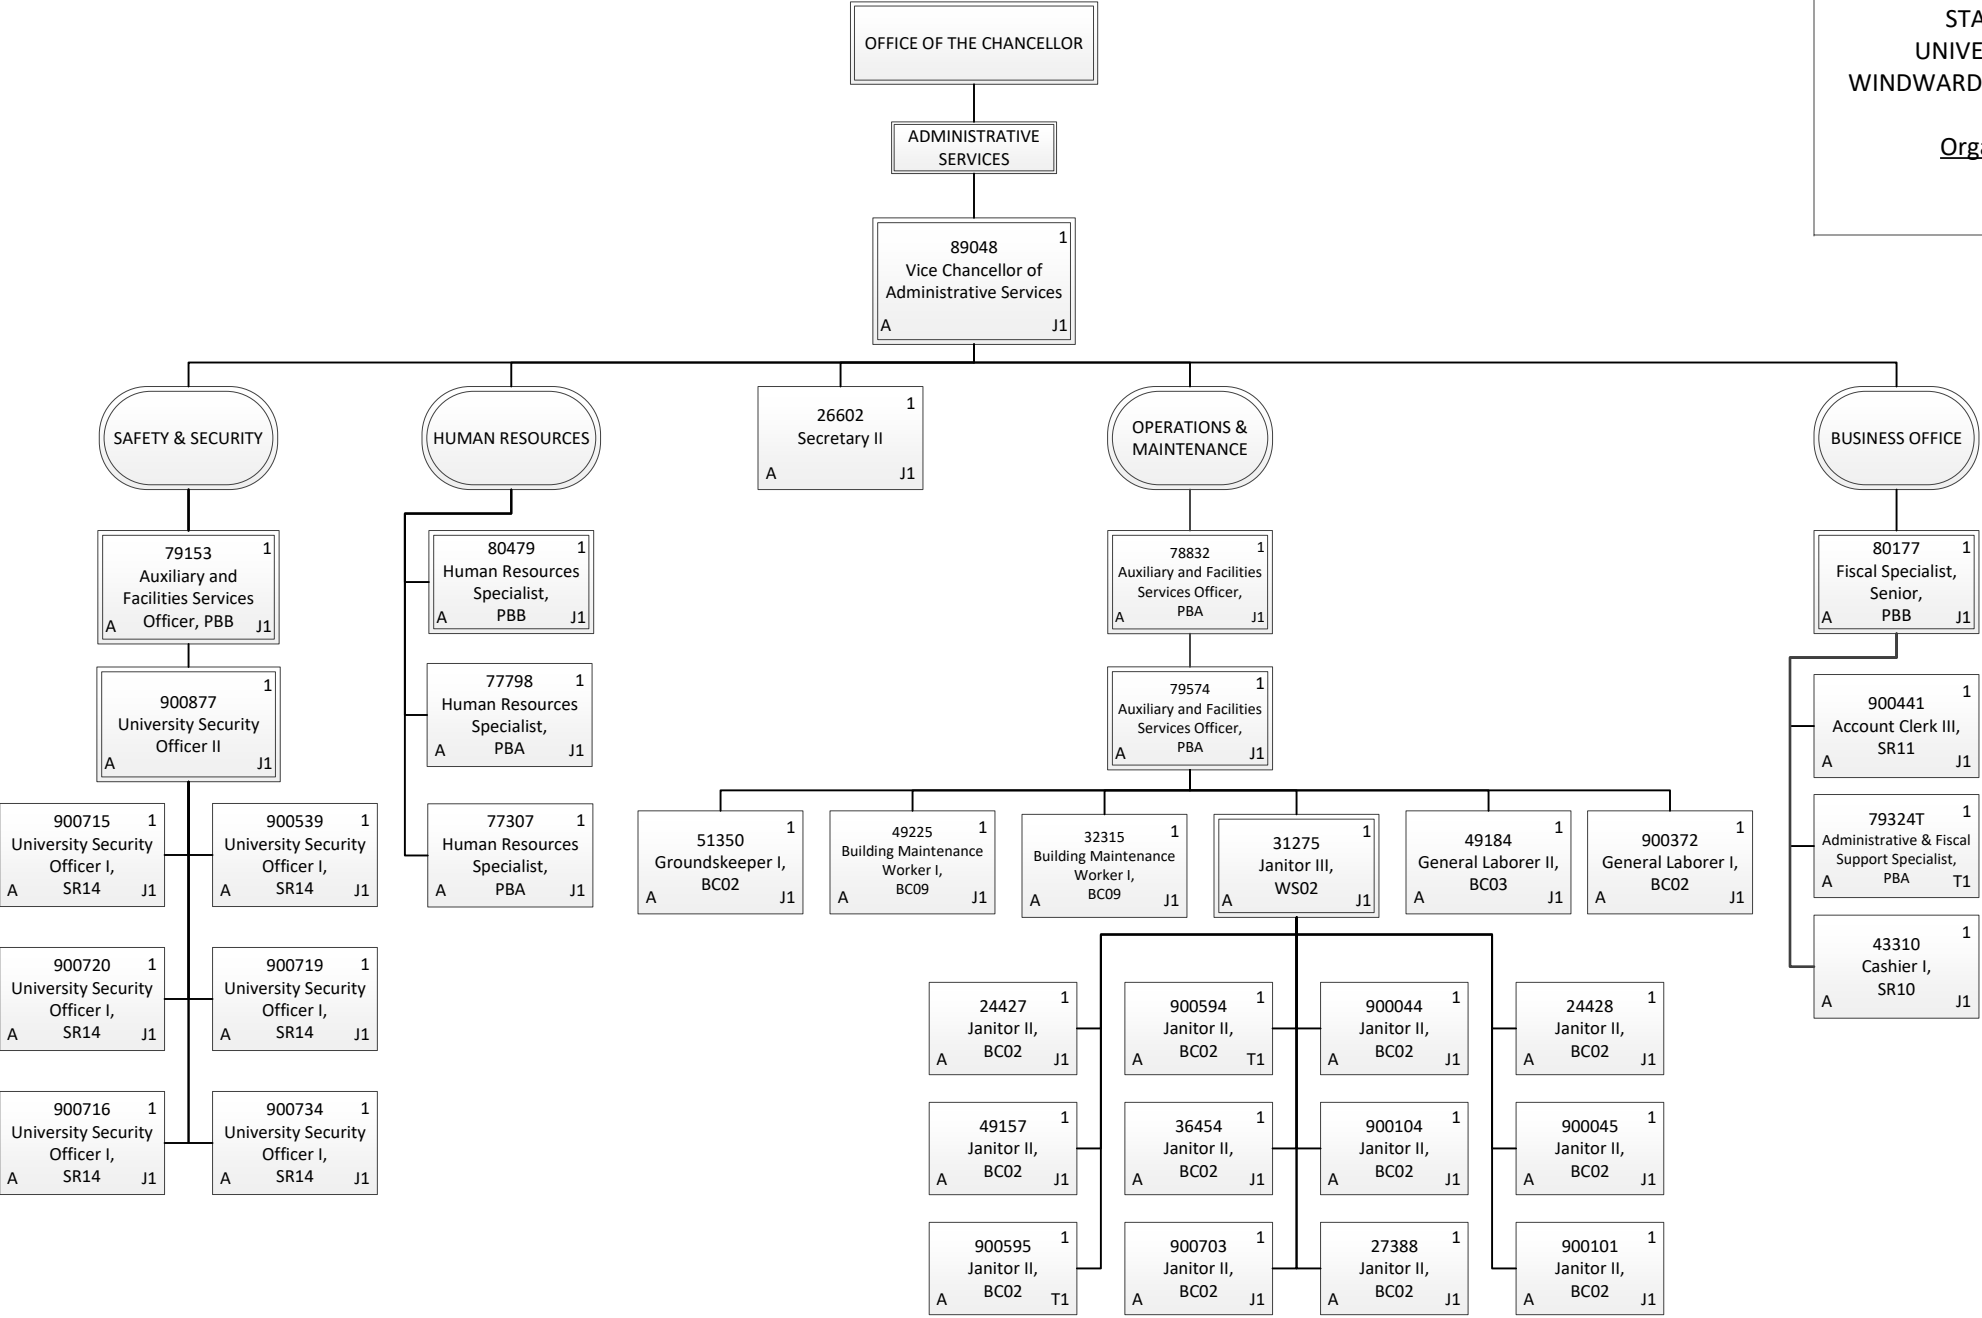 OFFICE OF THE CHANCELLOR
STA
UNIVE
WINDWARD
Orga
ADMINISTRATIVE
SERVICES
1
89048
Vice Chancellor of
Administrative Services
A J1
SAFETY & SECURITY
HUMAN RESOURCES
1
26602
Secretary II
A J1
OPERATIONS &
MAINTENANCE
BUSINESS OFFICE
79153 1
Auxiliary and
Facilities Services
Officer, PBB
A J1
1
900877
University Security
Officer II
A J1
900715 1
University Security
Officer I,
SR14
A J1
900539 1
University Security
Officer I,
SR14
A J1
900720 1
University Security
Officer I,
SR14
A J1
900719 1
University Security
Officer I,
SR14
A J1
900716 1
University Security
Officer I,
SR14
A J1
900734 1
University Security
Officer I,
SR14
A J1
80479 1
Human Resources
Specialist,
PBB
A J1
77798 1
Human Resources
Specialist,
PBA
A J1
77307 1
Human Resources
Specialist,
PBA
A J1
78832 1
Auxiliary and Facilities
Services Officer,
PBA
A J1
79574 1
Auxiliary and Facilities
Services Officer,
PBA
A J1
51350 1
Groundskeeper I,
BC02
A J1
49225 1
Building Maintenance
Worker I,
BC09
A J1
32315 1
Building Maintenance
Worker I,
BC09
A J1
31275 1
Janitor III,
WS02
A J1
49184 1
General Laborer II,
BC03
A J1
900372 1
General Laborer I,
BC02
A J1
24427 1
Janitor II,
BC02
A J1
900594 1
Janitor II,
BC02
A T1
900044 1
Janitor II,
BC02
A J1
24428 1
Janitor II,
BC02
A J1
49157 1
Janitor II,
BC02
A J1
36454 1
Janitor II,
BC02
A J1
900104 1
Janitor II,
BC02
A J1
900045 1
Janitor II,
BC02
A J1
900595 1
Janitor II,
BC02
A T1
900703 1
Janitor II,
BC02
A J1
27388 1
Janitor II,
BC02
A J1
900101 1
Janitor II,
BC02
A J1
80177 1
Fiscal Specialist,
Senior,
PBB
A J1
900441 1
Account Clerk III,
SR11
A J1
79324T 1
Administrative & Fiscal
Support Specialist,
PBA
A T1
43310 1
Cashier I,
SR10
A J1